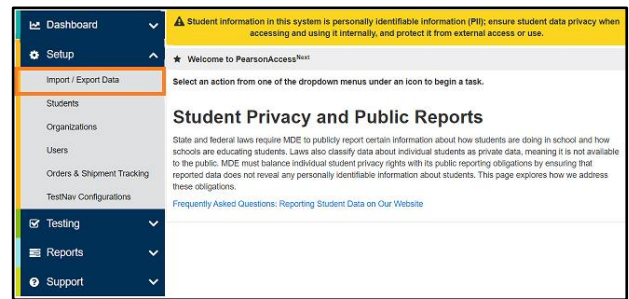 Dashboard
Setup
Import / Export Data
Students
Organizations
Users
Orders & Shipment Tracking
TestNav Configurations
Testing
Reports
Support
Student information in this system is personally identifiable information (PII); ensure student data privacy when
accessing and using it internally, and protect it from external access or use.
Welcome to PearsonAccessNext
Select an action from one of the dropdown menus under an icon to begin a task.
Student Privacy and Public Reports
State and federal laws require MDE to publicly report certain information about how students are doing in school and how
schools are educating students. Laws also classify data about individual students as private data, meaning it is not available
to the public. MDE must balance individual student privacy rights with its public reporting obligations by ensuring that
reported data does not reveal any personally identifiable information about students. This page explores how we address
these obligations.
Frequently Asked Questions: Reporting Student Data on Our Website